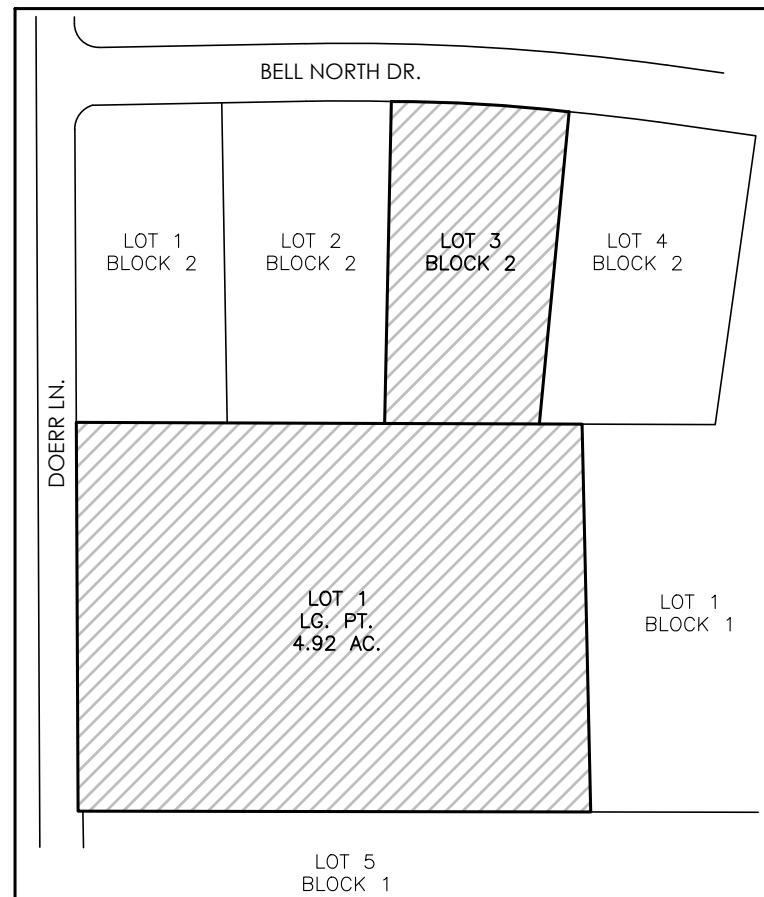 BELL NORTH DR.
LOT 1
BLOCK 2
LOT 2
BLOCK 2
LOT 3
BLOCK 2
LOT 4
BLOCK 2
DOERR LN.
LOT 1
LG. PT.
4.92 AC.
LOT 1
BLOCK 1
LOT 5
BLOCK 1